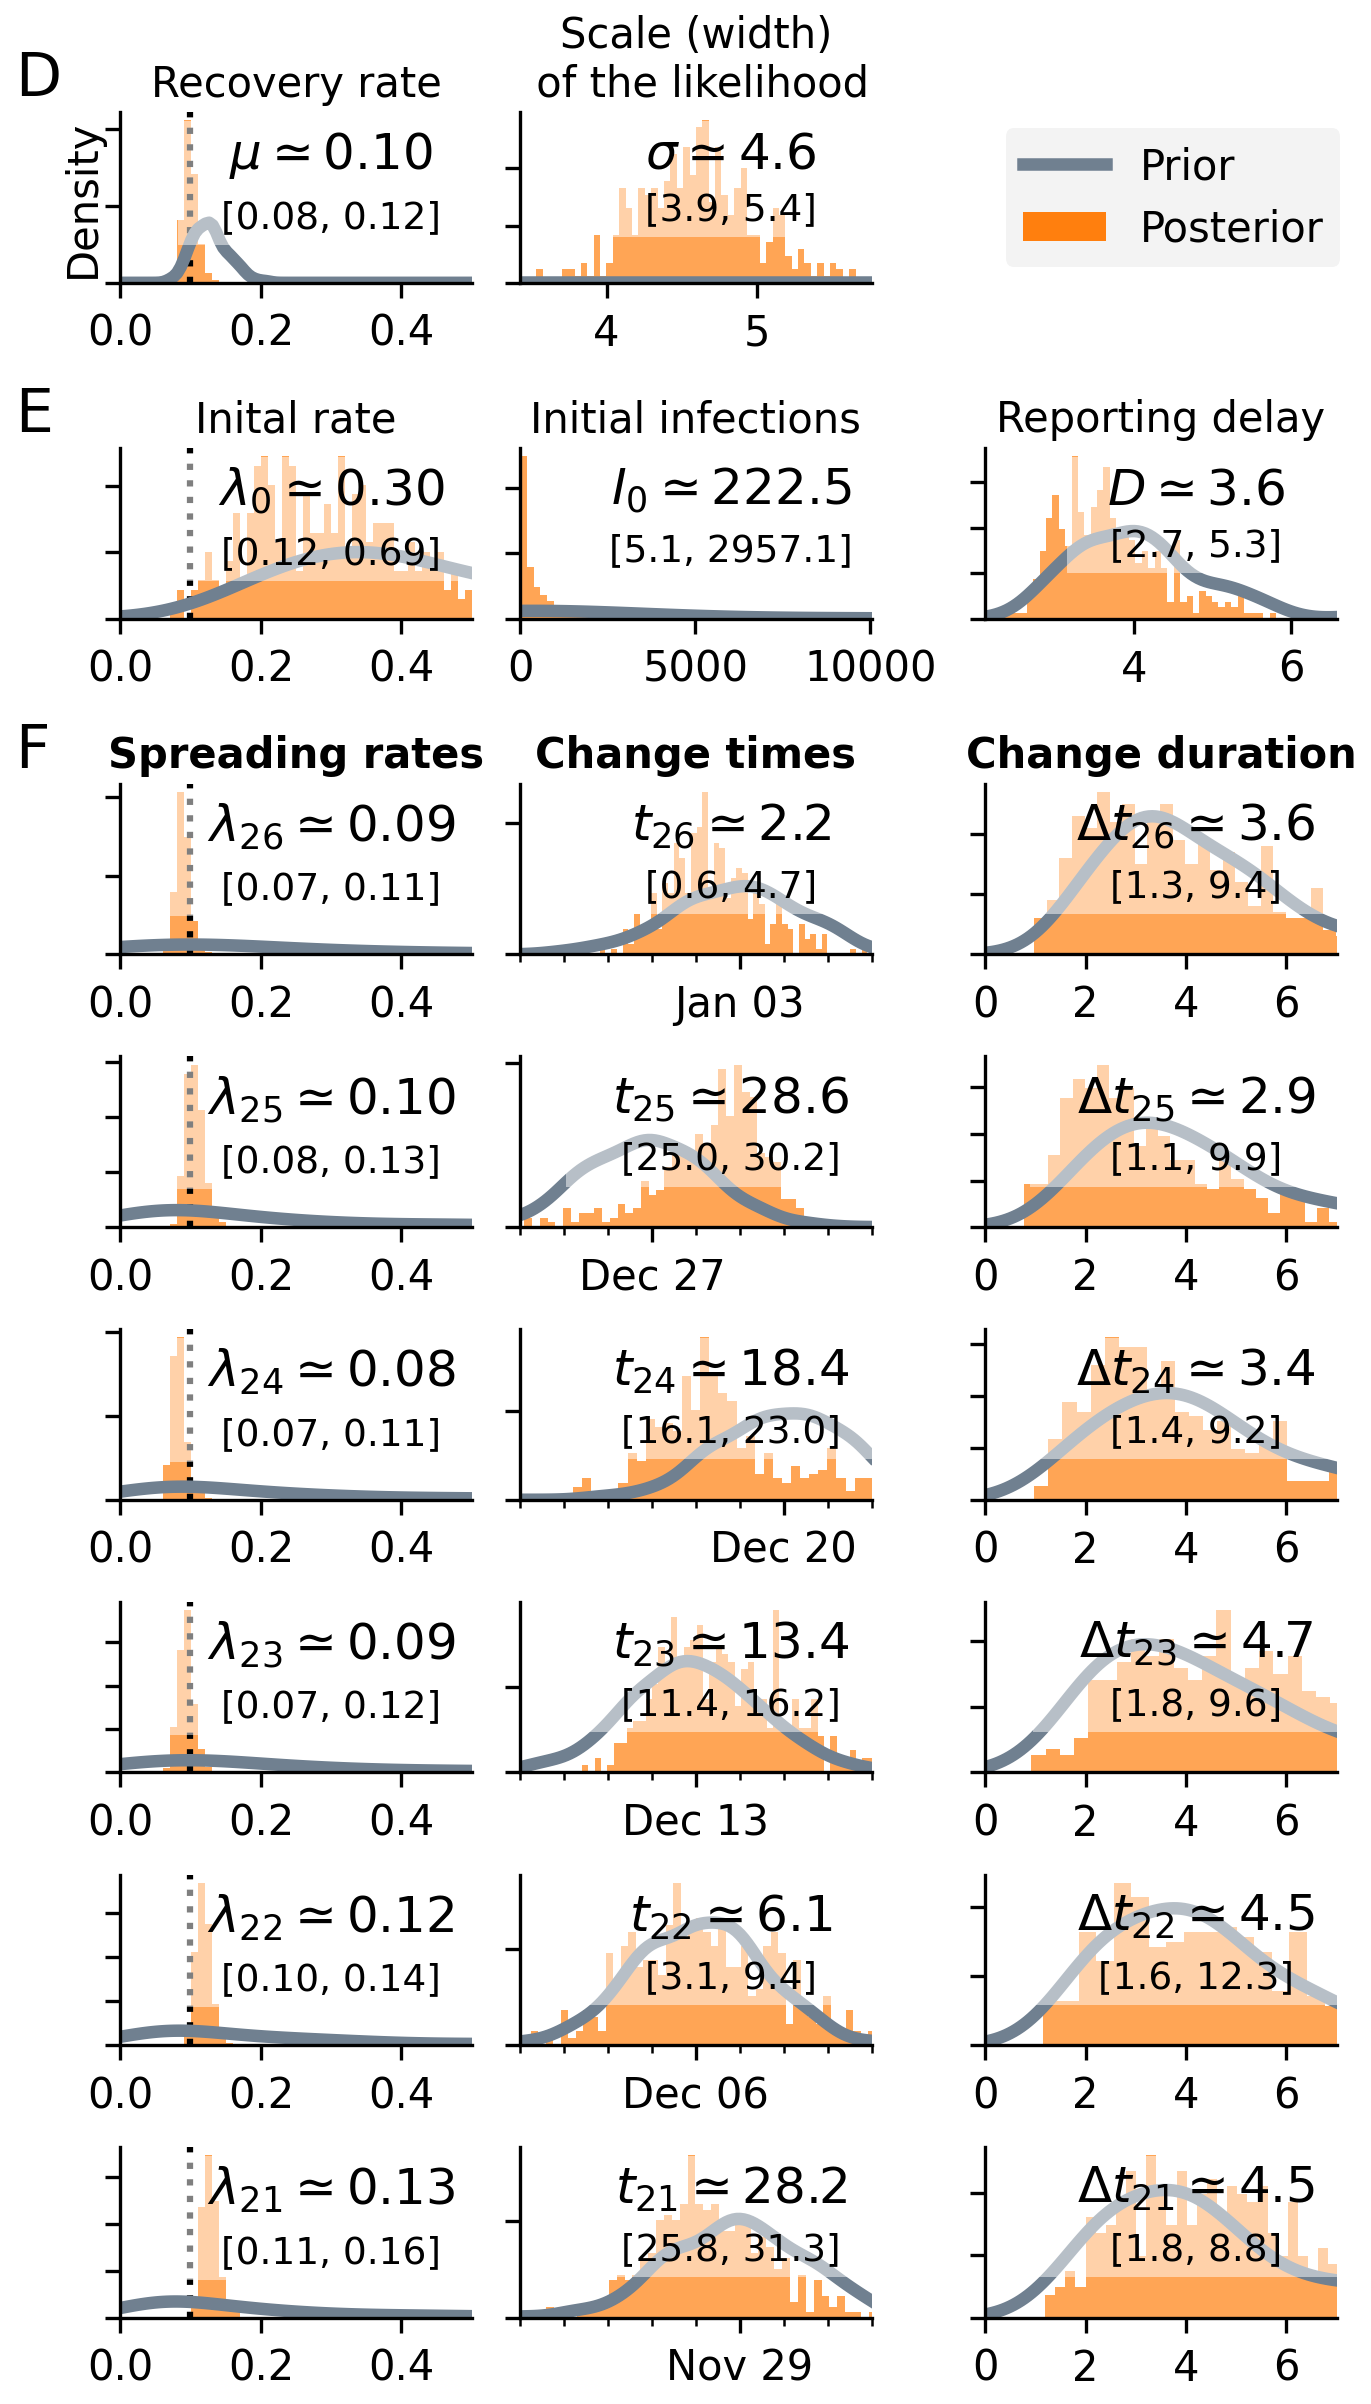 D
Recovery rate
Scale (width)
of the likelihood
Density
μ ≃ 0.10
[0.08, 0.12]
0.0 0.2 0.4
σ ≃ 4.6
[3.9, 5.4]
4 5
Prior
Posterior
E
Inital rate
Initial infections
Reporting delay
λ0 ≃ 0.30
[0.12, 0.69]
0.0 0.2 0.4
I0 ≃ 222.5
[5.1, 2957.1]
0 5000 10000
D ≃ 3.6
[2.7, 5.3]
4 6
F
Spreading rates
Change times
Change duration
λ26 ≃ 0.09
[0.07, 0.11]
0.0 0.2 0.4
t26 ≃ 2.2
[0.6, 4.7]
Jan 03
Δt26 ≃ 3.6
[1.3, 9.4]
0 2 4 6
λ25 ≃ 0.10
[0.08, 0.13]
0.0 0.2 0.4
t25 ≃ 28.6
[25.0, 30.2]
Dec 27
Δt25 ≃ 2.9
[1.1, 9.9]
0 2 4 6
λ24 ≃ 0.08
[0.07, 0.11]
0.0 0.2 0.4
t24 ≃ 18.4
[16.1, 23.0]
Dec 20
Δt24 ≃ 3.4
[1.4, 9.2]
0 2 4 6
λ23 ≃ 0.09
[0.07, 0.12]
0.0 0.2 0.4
t23 ≃ 13.4
[11.4, 16.2]
Dec 13
Δt23 ≃ 4.7
[1.8, 9.6]
0 2 4 6
λ22 ≃ 0.12
[0.10, 0.14]
0.0 0.2 0.4
t22 ≃ 6.1
[3.1, 9.4]
Dec 06
Δt22 ≃ 4.5
[1.6, 12.3]
0 2 4 6
λ21 ≃ 0.13
[0.11, 0.16]
0.0 0.2 0.4
t21 ≃ 28.2
[25.8, 31.3]
Nov 29
Δt21 ≃ 4.5
[1.8, 8.8]
0 2 4 6